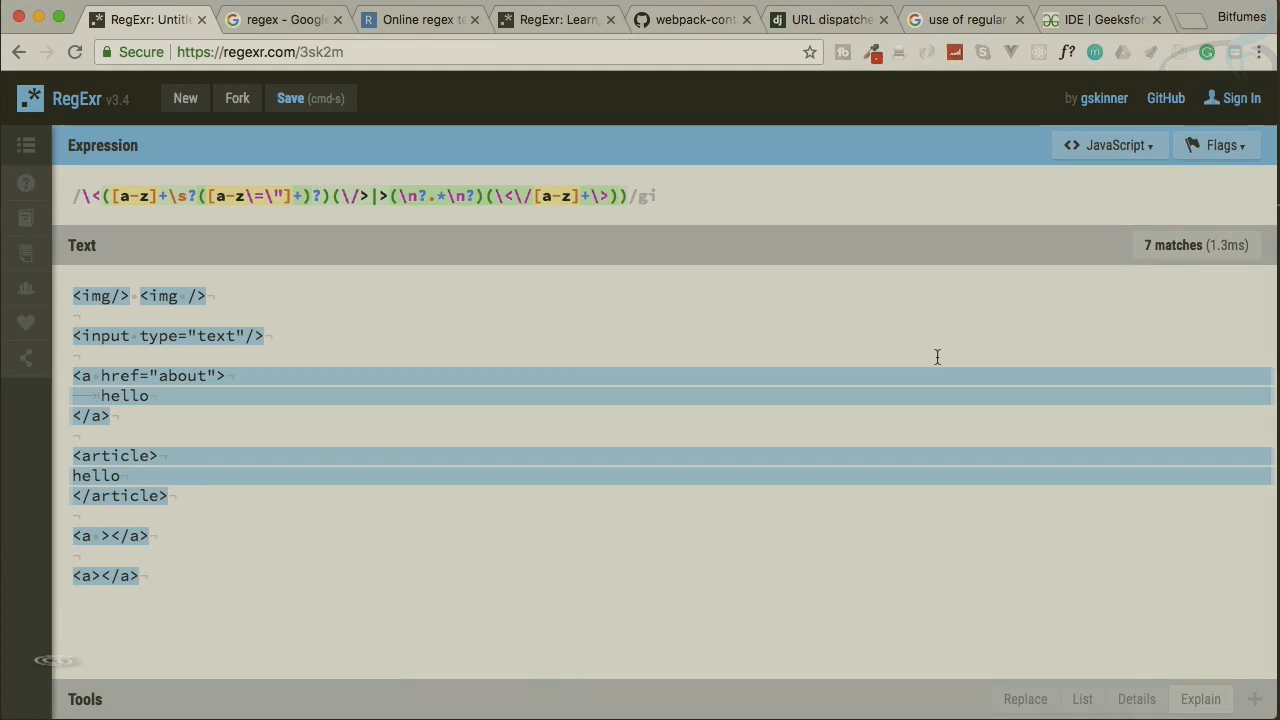 RegExr: Untitle
regex - Google
Online regex te
RegExr: Learn,
webpack-cont
URL dispatche
use of regular
IDE | Geeksfor
Bitfumes
Secure https://regexr.com/3sk2m
RegExr v3.4 New Fork Save (cmd-s) by gskinner GitHub Sign In
Expression <> JavaScript Flags
/\<([a-z]+\s?([a-z\=\"]+)?)(\/>|>(\n?.*\n?)(\<\/[a-z]+\>))/gi
Text 7 matches (1.3ms)
<img/> <img />
<input type="text"/>
<a href="about">
hello
</a>
<article>
hello
</article>
<a ></a>
<a></a>
Tools Replace List Details Explain